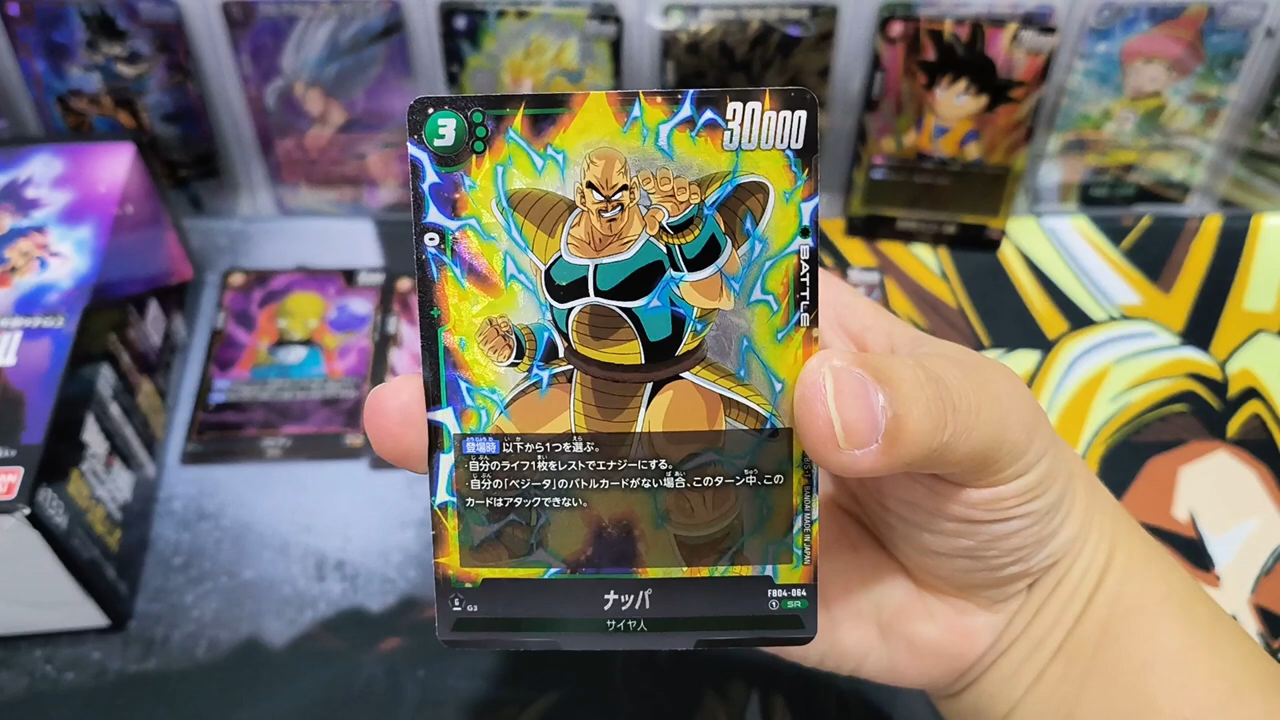 3
30000
0
BATTLE
登場時 以下から1つを選ぶ。
・自分のライフ1枚をレストでエナジーにする。
・自分の「ベジータ」のバトルカードがない場合、このターン中、この
カードはアタックできない。
BANDAI MADE IN JAPAN
ナッパ
サイヤ人
G3
FB04-064
1 SR